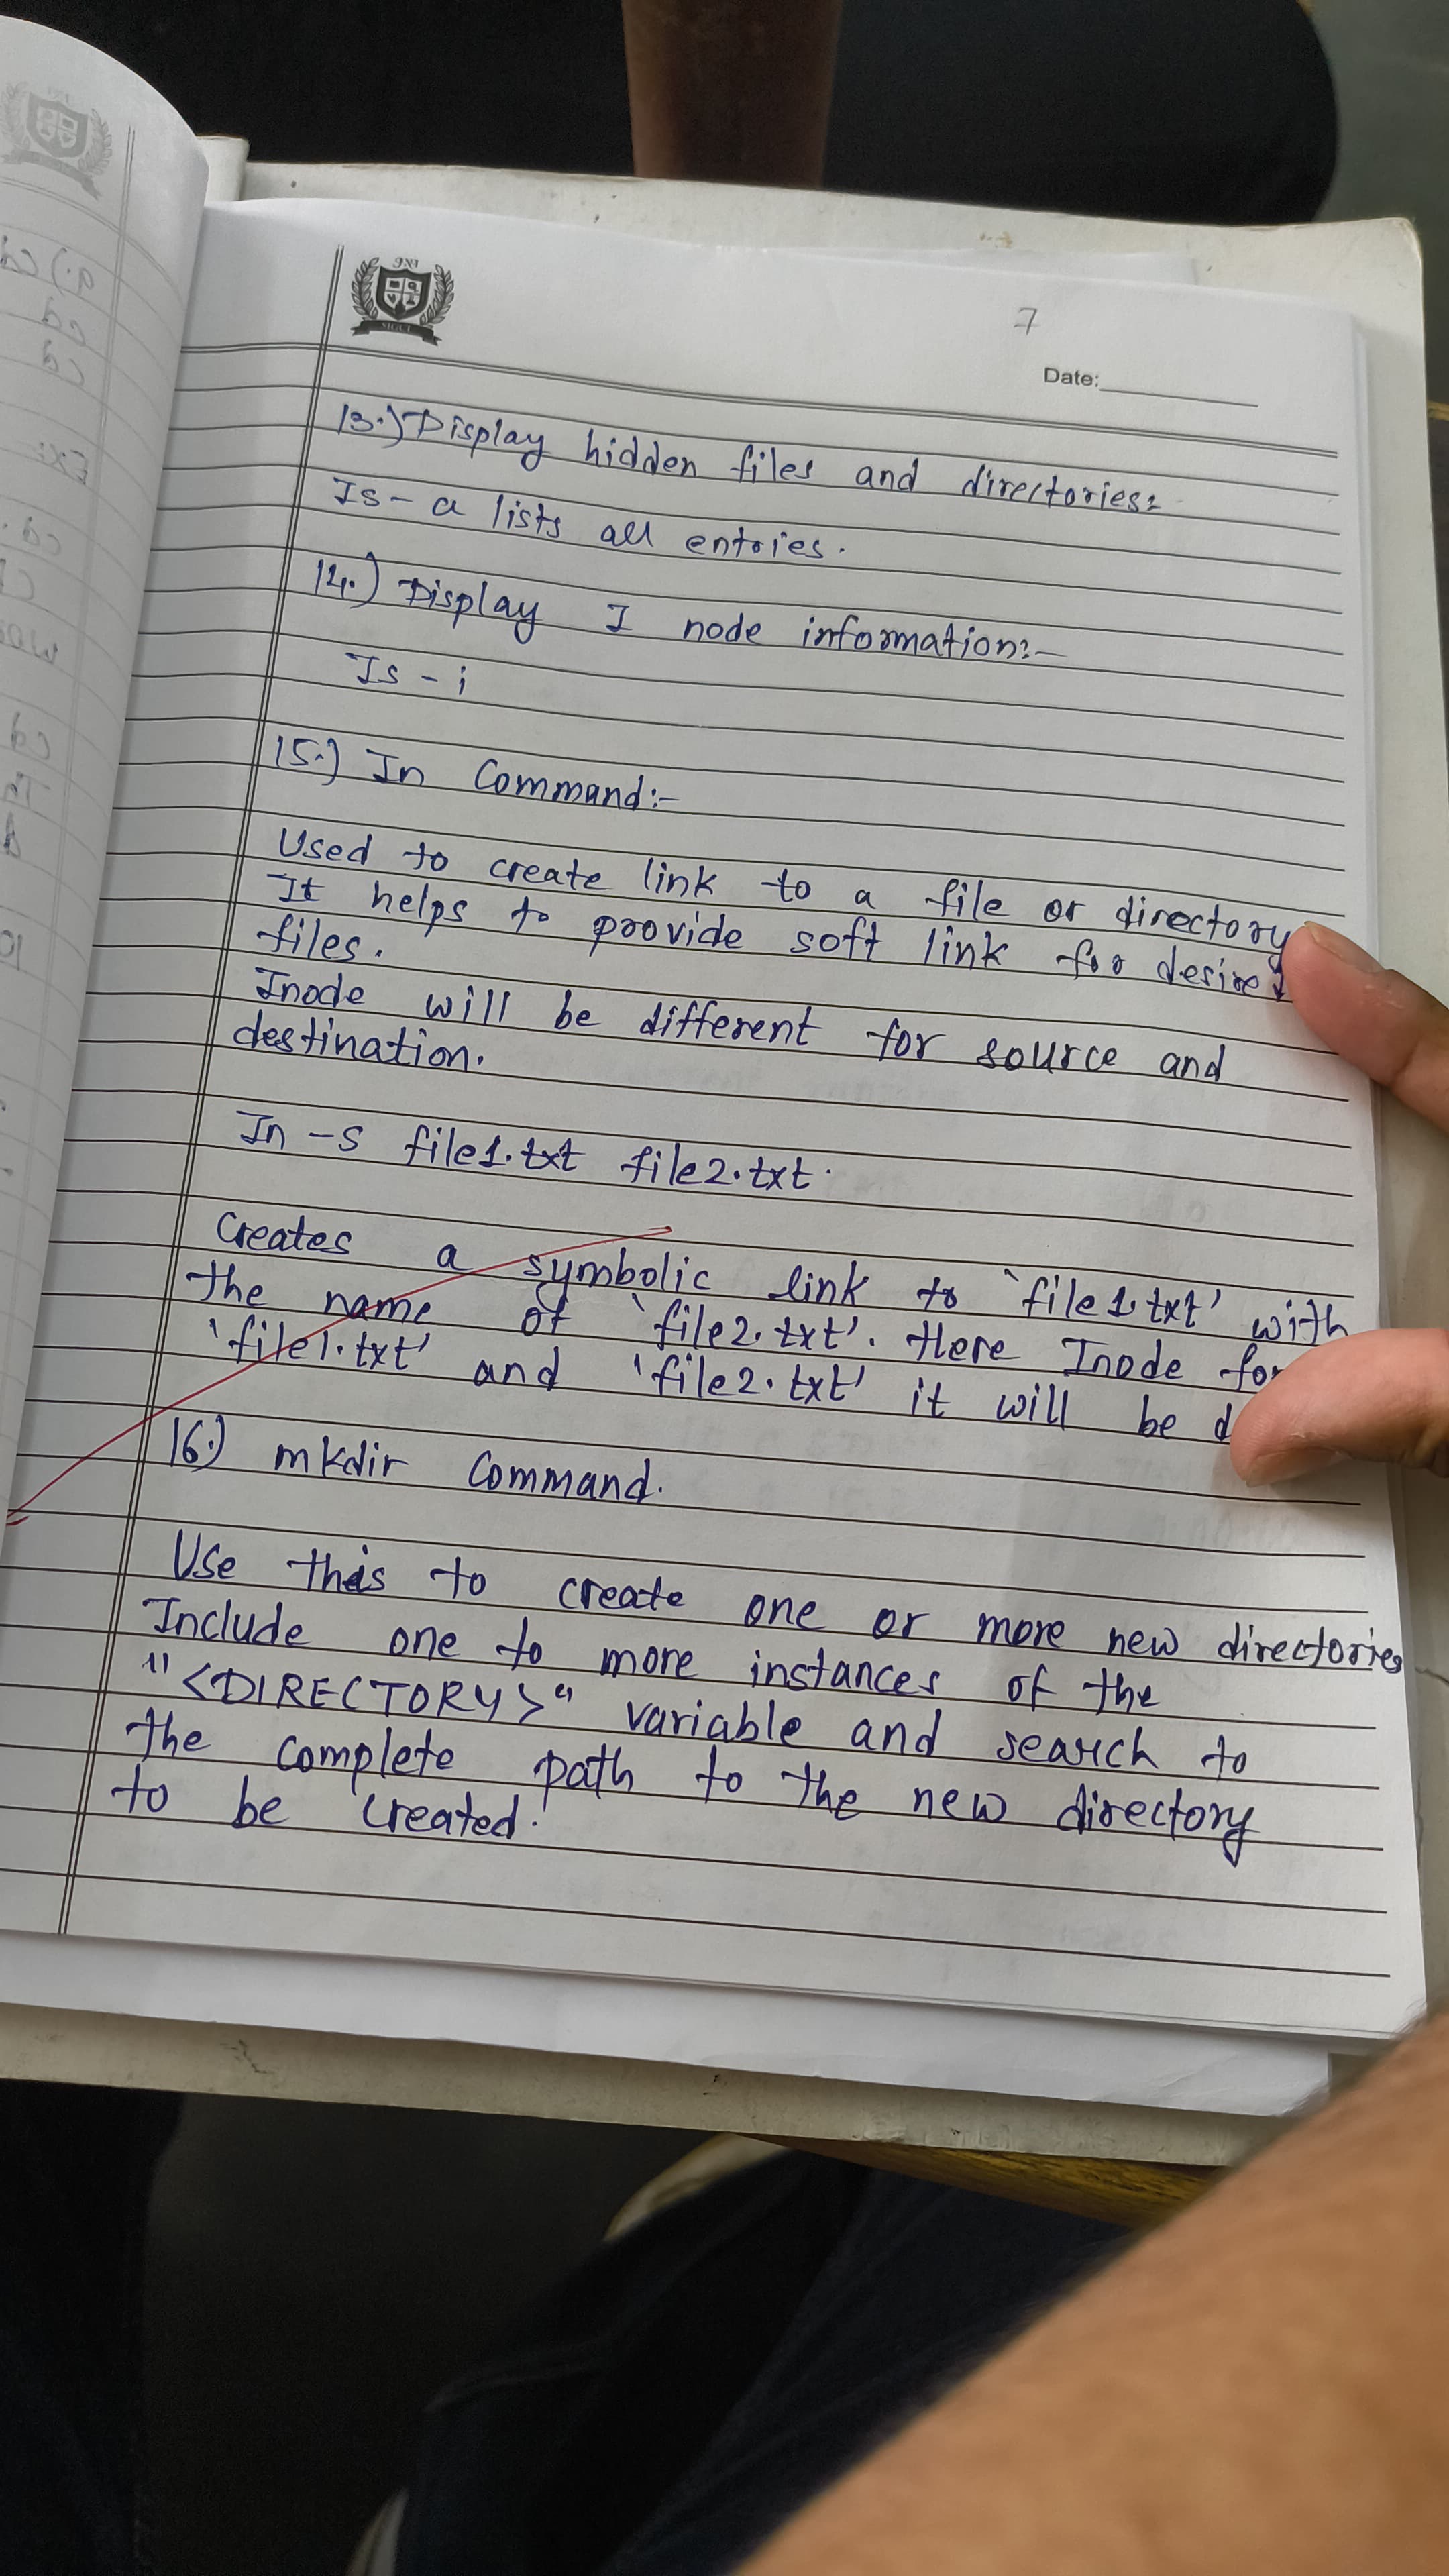 7
Date:
13.) Display hidden files and directories:
Is - a lists all entries.
14.) Display I node information:-
Is - i
15.) In Command:-
Used to create link to a file or directory
It helps to provide soft link for desire
files.
Inode will be different for source and
destination.
In -s file1.txt file2.txt.
Creates a symbolic link to `file1.txt' with
the name of `file2.txt'. Here Inode for
'file1.txt' and 'file2.txt' it will be d
16.) mkdir Command.
Use this to create one or more new directories
Include one to more instances of the
"<DIRECTORY>" variable and search to
the complete path to the new directory
to be created.